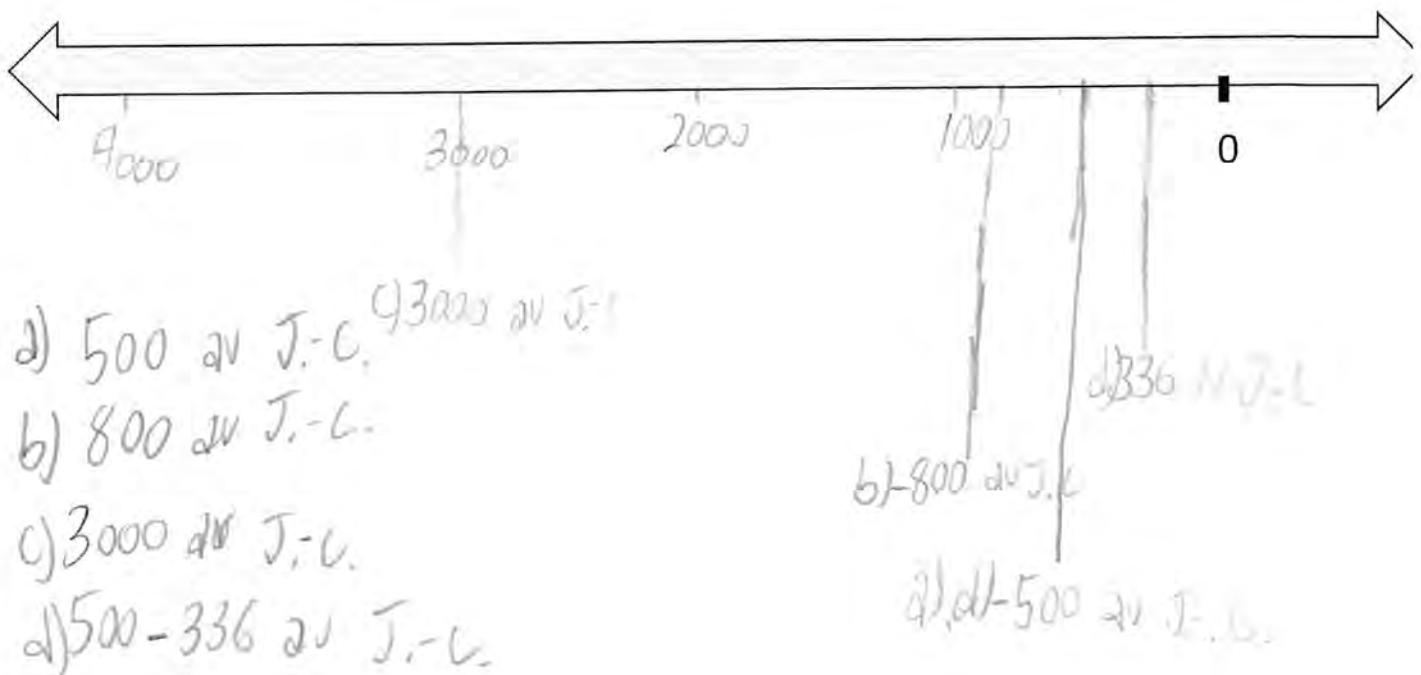 4000 3000 2000 1000 0
c) 3000 av J.-C
a) 500 av J.-C.
b) 800 av J.-C.
c) 3000 av J.-C.
d) 500-336 av J.-C.
d) 336 av J.-C
b) -800 av J.C
a), d) -500 av J.-C.